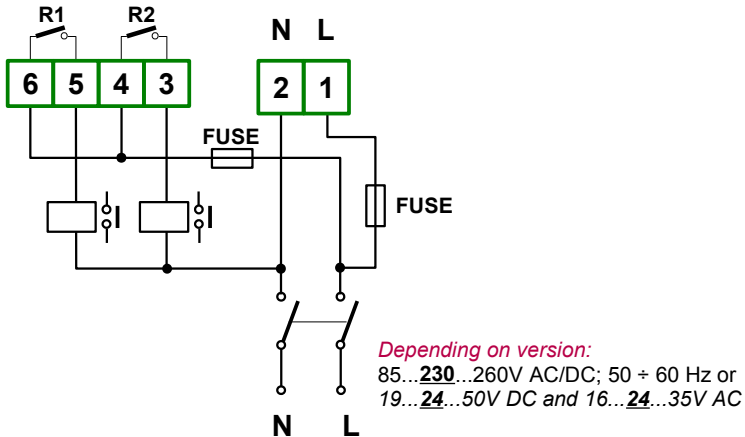 R1 R2
N L
6 5 4 3 2 1
FUSE
FUSE
Depending on version:
85...230...260V AC/DC; 50 ÷ 60 Hz or
19...24...50V DC and 16...24...35V AC
N L